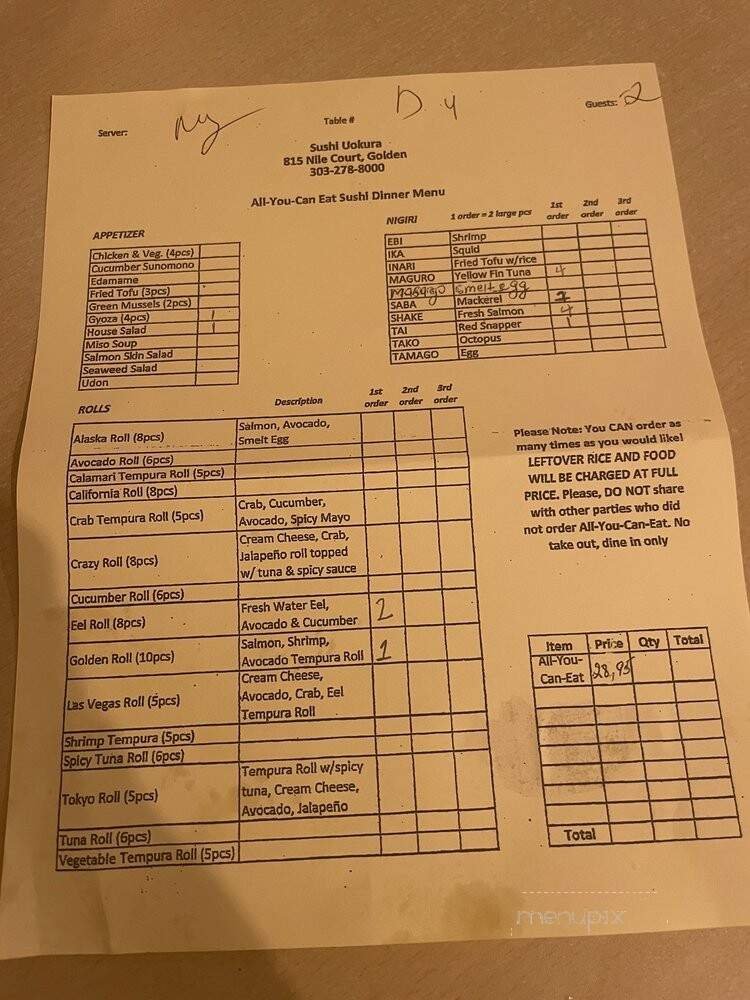 Server: Table # D 4 Guests: 2
Sushi Uokura
815 Nile Court, Golden
303-278-8000
All-You-Can Eat Sushi Dinner Menu
APPETIZER
Chicken & Veg. (4pcs)
Cucumber Sunomono
Edamame
Fried Tofu (3pcs)
Green Mussels (2pcs)
Gyoza (4pcs) 1
House Salad 1
Miso Soup
Salmon Skin Salad
Seaweed Salad
Udon
NIGIRI 1 order = 2 large pcs 1st order 2nd order 3rd order
EBI Shrimp
IKA Squid
INARI Fried Tofu w/rice
MAGURO Yellow Fin Tuna 4
Masago Smelt egg
SABA Mackerel
SHAKE Fresh Salmon 4
TAI Red Snapper 1
TAKO Octopus
TAMAGO Egg
ROLLS Description 1st order 2nd order 3rd order
Alaska Roll (8pcs) Salmon, Avocado,
Smelt Egg
Avocado Roll (6pcs)
Calamari Tempura Roll (5pcs)
California Roll (8pcs)
Crab Tempura Roll (5pcs) Crab, Cucumber,
Avocado, Spicy Mayo
Crazy Roll (8pcs) Cream Cheese, Crab,
Jalapeño roll topped
w/ tuna & spicy sauce
Cucumber Roll (6pcs)
Eel Roll (8pcs) Fresh Water Eel,
Avocado & Cucumber 2
Golden Roll (10pcs) Salmon, Shrimp,
Avocado Tempura Roll 1
Las Vegas Roll (5pcs) Cream Cheese,
Avocado, Crab, Eel
Tempura Roll
Shrimp Tempura (5pcs)
Spicy Tuna Roll (6pcs)
Tokyo Roll (5pcs) Tempura Roll w/spicy
tuna, Cream Cheese,
Avocado, Jalapeño
Tuna Roll (6pcs)
Vegetable Tempura Roll (5pcs)
Please Note: You CAN order as
many times as you would like!
LEFTOVER RICE AND FOOD
WILL BE CHARGED AT FULL
PRICE. Please, DO NOT share
with other parties who did
not order All-You-Can-Eat. No
take out, dine in only
Item Price Qty Total
All-You-
Can-Eat 28,95
Total
menupix